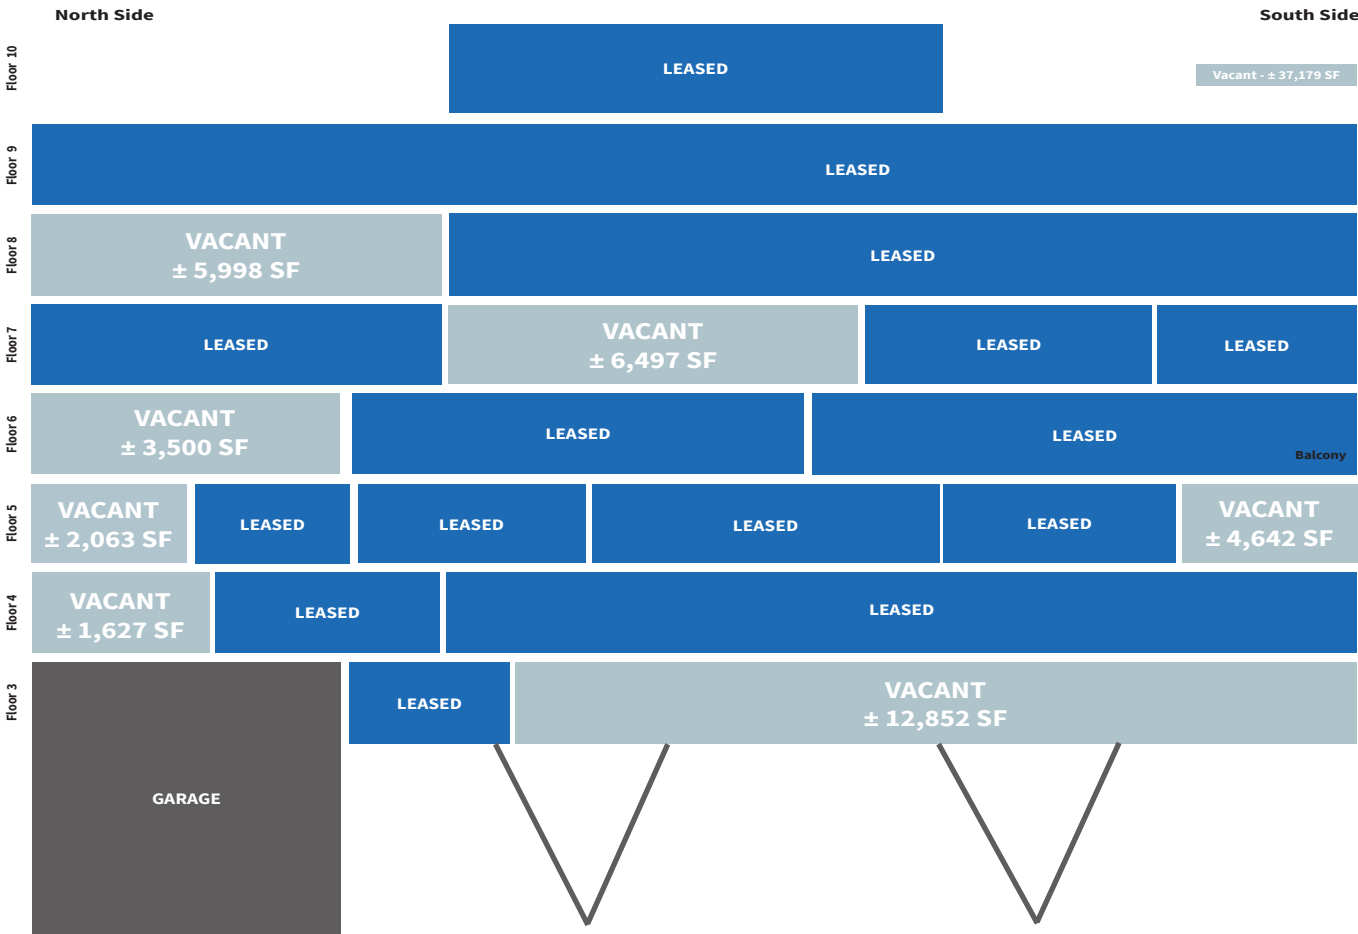 North Side
South Side
Floor 10
LEASED
Vacant - ± 37,179 SF
Floor 9
LEASED
Floor 8
VACANT
± 5,998 SF
LEASED
Floor 7
LEASED
VACANT
± 6,497 SF
LEASED
LEASED
Floor 6
VACANT
± 3,500 SF
LEASED
LEASED
Balcony
Floor 5
VACANT
± 2,063 SF
LEASED
LEASED
LEASED
LEASED
VACANT
± 4,642 SF
Floor 4
VACANT
± 1,627 SF
LEASED
LEASED
Floor 3
LEASED
VACANT
± 12,852 SF
GARAGE